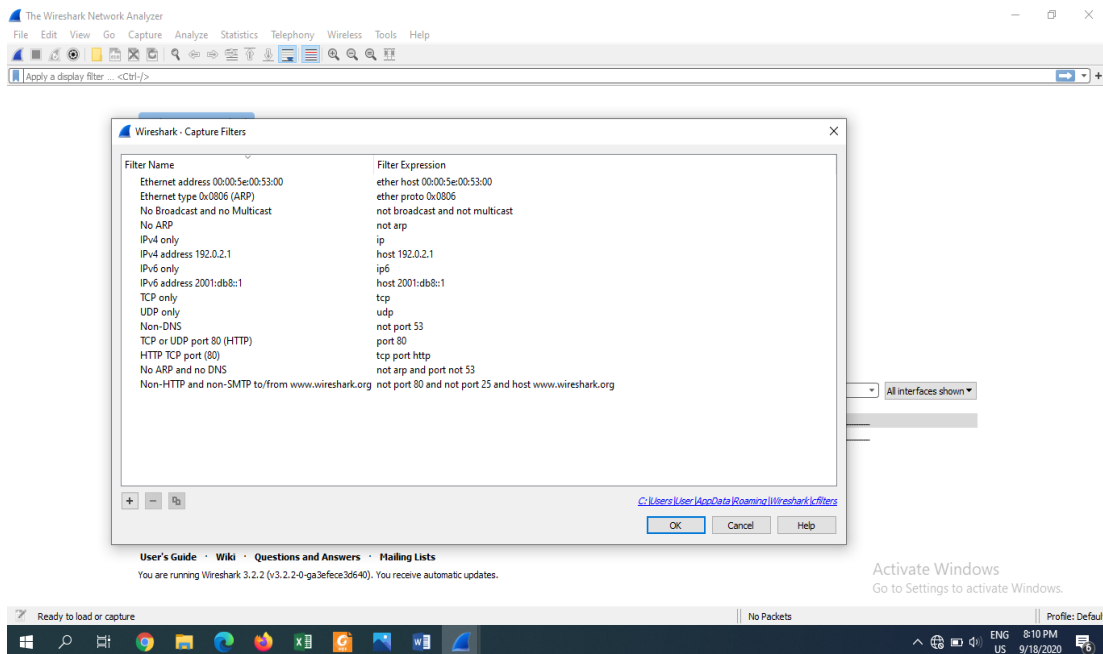 The Wireshark Network Analyzer
File Edit View Go Capture Analyze Statistics Telephony Wireless Tools Help
Apply a display filter ... <Ctrl-/>
Wireshark · Capture Filters
Filter Name Filter Expression
Ethernet address 00:00:5e:00:53:00 ether host 00:00:5e:00:53:00
Ethernet type 0x0806 (ARP) ether proto 0x0806
No Broadcast and no Multicast not broadcast and not multicast
No ARP not arp
IPv4 only ip
IPv4 address 192.0.2.1 host 192.0.2.1
IPv6 only ip6
IPv6 address 2001:db8::1 host 2001:db8::1
TCP only tcp
UDP only udp
Non-DNS not port 53
TCP or UDP port 80 (HTTP) port 80
HTTP TCP port (80) tcp port http
No ARP and no DNS not arp and port not 53
Non-HTTP and non-SMTP to/from www.wireshark.org not port 80 and not port 25 and host www.wireshark.org
All interfaces shown
C:\Users\User\AppData\Roaming\Wireshark\cfilters
OK Cancel Help
User's Guide · Wiki · Questions and Answers · Mailing Lists
You are running Wireshark 3.2.2 (v3.2.2-0-ga3efece3d640). You receive automatic updates.
Activate Windows
Go to Settings to activate Windows.
Ready to load or capture No Packets Profile: Defaul
ENG 8:10 PM
US 9/18/2020 6